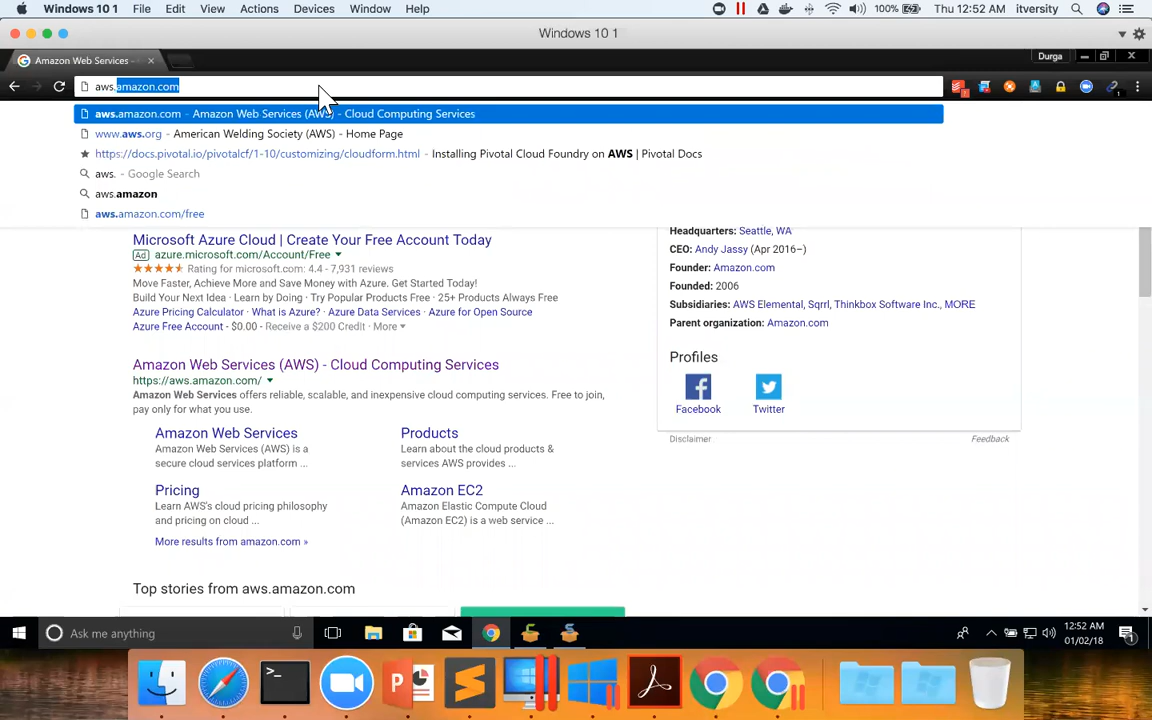 Windows 10 1 File Edit View Actions Devices Window Help 100% Thu 12:52 AM itversity
Windows 10 1
Amazon Web Services - Durga
aws.amazon.com
aws.amazon.com - Amazon Web Services (AWS) - Cloud Computing Services
www.aws.org - American Welding Society (AWS) - Home Page
https://docs.pivotal.io/pivotalcf/1-10/customizing/cloudform.html - Installing Pivotal Cloud Foundry on AWS | Pivotal Docs
aws. - Google Search
aws.amazon
aws.amazon.com/free
Microsoft Azure Cloud | Create Your Free Account Today
Ad azure.microsoft.com/Account/Free
Rating for microsoft.com: 4.4 - 7,931 reviews
Move Faster, Achieve More and Save Money with Azure. Get Started Today!
Build Your Next Idea · Learn by Doing · Try Popular Products Free · 25+ Products Always Free
Azure Pricing Calculator · What is Azure? · Azure Data Services · Azure for Open Source
Azure Free Account - $0.00 - Receive a $200 Credit · More
Amazon Web Services (AWS) - Cloud Computing Services
https://aws.amazon.com/
Amazon Web Services offers reliable, scalable, and inexpensive cloud computing services. Free to join,
pay only for what you use.
Amazon Web Services
Amazon Web Services (AWS) is a
secure cloud services platform ...
Products
Learn about the cloud products &
services AWS provides ...
Pricing
Learn AWS's cloud pricing philosophy
and pricing on cloud ...
Amazon EC2
Amazon Elastic Compute Cloud
(Amazon EC2) is a web service ...
More results from amazon.com »
Top stories from aws.amazon.com
Headquarters: Seattle, WA
CEO: Andy Jassy (Apr 2016–)
Founder: Amazon.com
Founded: 2006
Subsidiaries: AWS Elemental, Sqrrl, Thinkbox Software Inc., MORE
Parent organization: Amazon.com
Profiles
Facebook Twitter
Disclaimer Feedback
Ask me anything
12:52 AM
01/02/18